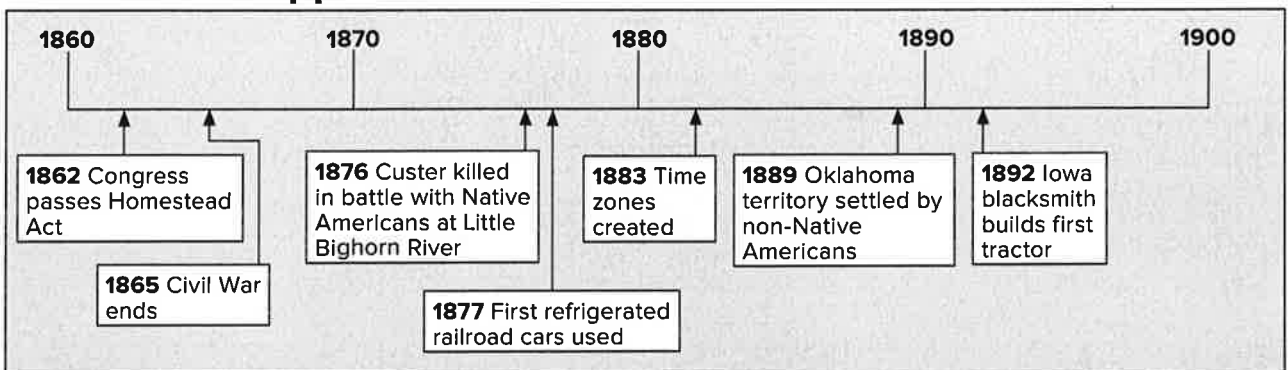 1860 1870 1880 1890 1900
1862 Congress
passes Homestead
Act
1865 Civil War
ends
1876 Custer killed
in battle with Native
Americans at Little
Bighorn River
1877 First refrigerated
railroad cars used
1883 Time
zones
created
1889 Oklahoma
territory settled by
non-Native
Americans
1892 Iowa
blacksmith
builds first
tractor